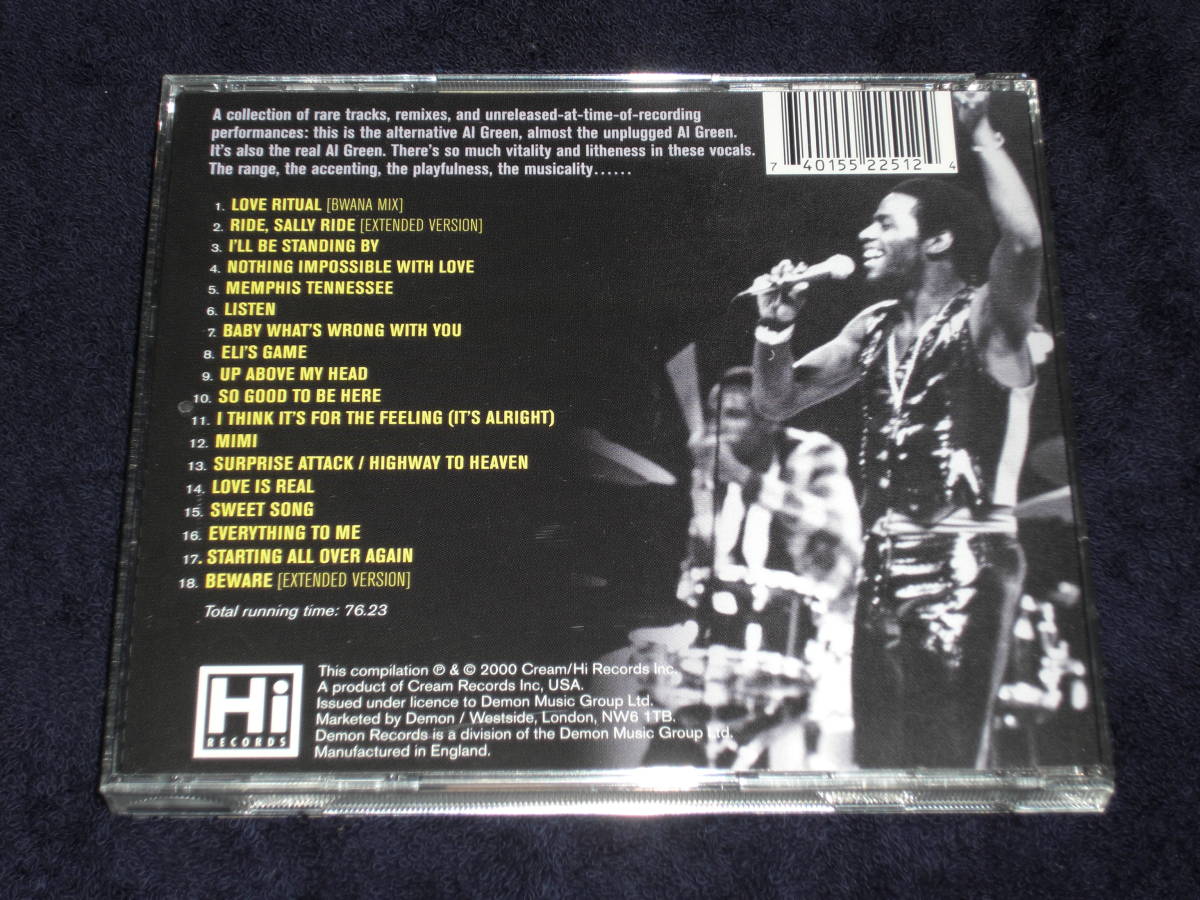 A collection of rare tracks, remixes, and unreleased-at-time-of-recording
performances: this is the alternative Al Green, almost the unplugged Al Green.
It's also the real Al Green. There's so much vitality and litheness in these vocals.
The range, the accenting, the playfulness, the musicality......
7 40155 22512 4
1. LOVE RITUAL [BWANA MIX]
2. RIDE, SALLY RIDE [EXTENDED VERSION]
3. I'LL BE STANDING BY
4. NOTHING IMPOSSIBLE WITH LOVE
5. MEMPHIS TENNESSEE
6. LISTEN
7. BABY WHAT'S WRONG WITH YOU
8. ELI'S GAME
9. UP ABOVE MY HEAD
10. SO GOOD TO BE HERE
11. I THINK IT'S FOR THE FEELING (IT'S ALRIGHT)
12. MIMI
13. SURPRISE ATTACK / HIGHWAY TO HEAVEN
14. LOVE IS REAL
15. SWEET SONG
16. EVERYTHING TO ME
17. STARTING ALL OVER AGAIN
18. BEWARE [EXTENDED VERSION]
Total running time: 76.23
Hi
RECORDS
This compilation ℗ & © 2000 Cream/Hi Records Inc.
A product of Cream Records Inc, USA.
Issued under licence to Demon Music Group Ltd.
Marketed by Demon / Westside, London, NW6 1TB.
Demon Records is a division of the Demon Music Group Ltd.
Manufactured in England.